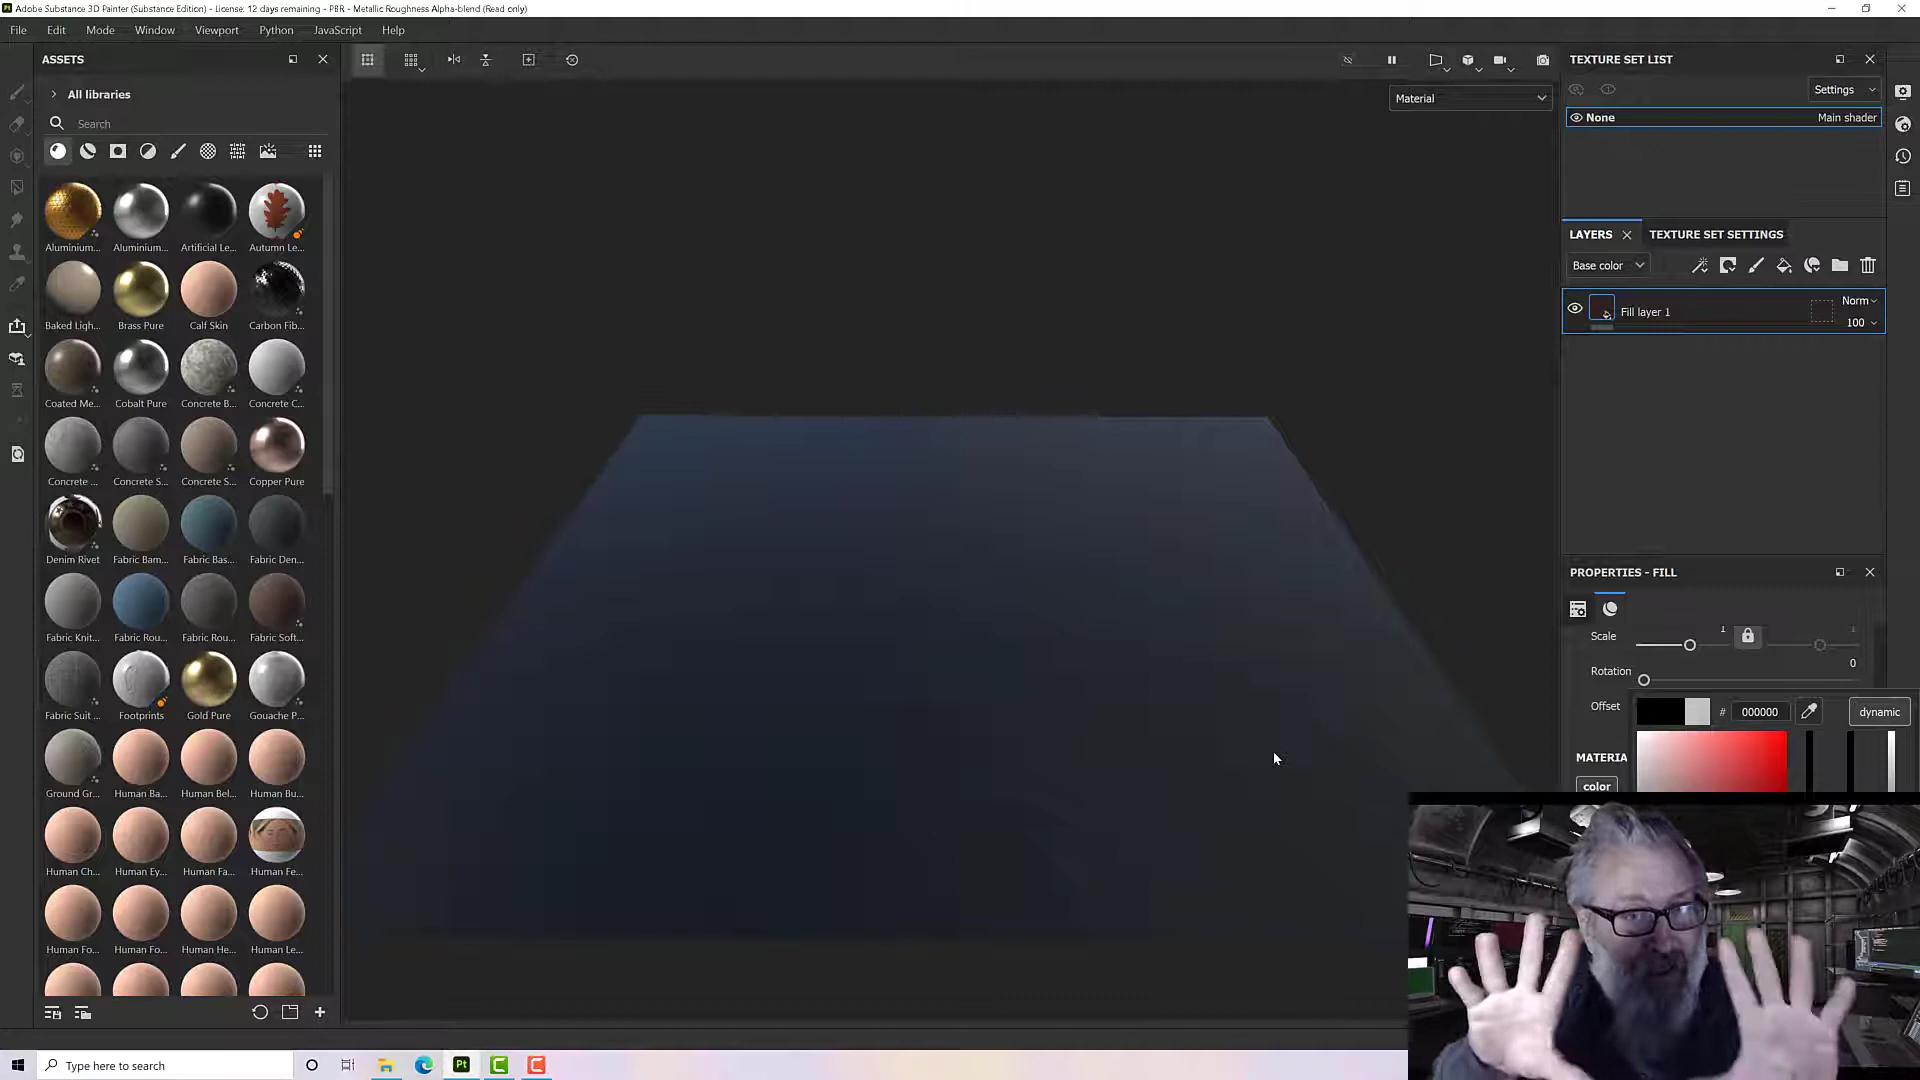 Adobe Substance 3D Painter (Substance Edition) - License: 12 days remaining - PBR - Metallic Roughness Alpha-blend (Read only)
File Edit Mode Window Viewport Python JavaScript Help
ASSETS
All libraries
Search
Aluminium... Aluminium... Artificial Le... Autumn Le...
Baked Ligh... Brass Pure Calf Skin Carbon Fib...
Coated Me... Cobalt Pure Concrete B... Concrete C...
Concrete ... Concrete S... Concrete S... Copper Pure
Denim Rivet Fabric Bam... Fabric Bas... Fabric Den...
Fabric Knit... Fabric Rou... Fabric Rou... Fabric Soft...
Fabric Suit ... Footprints Gold Pure Gouache P...
Ground Gr... Human Ba... Human Bel... Human Bu...
Human Ch... Human Ey... Human Fa... Human Fe...
Human Fo... Human Fo... Human He... Human Le...
Material
TEXTURE SET LIST
Settings
None Main shader
LAYERS TEXTURE SET SETTINGS
Base color
Fill layer 1 Norm
100
PROPERTIES - FILL
Scale 1 1
Rotation 0
Offset
# 000000 dynamic
MATERIA
color
Pt
Type here to search
Pt